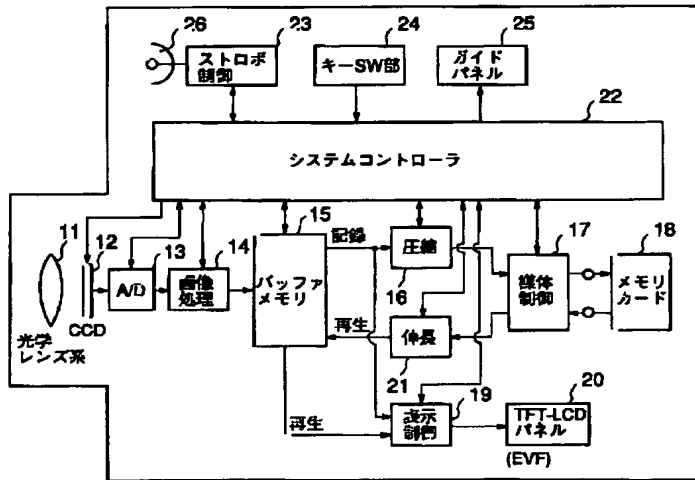 26
23
24
25
ストロボ
制御
キーSW部
ガイド
パネル
22
システムコントローラ
11
12
13
14
15
記録
圧縮
16
17
18
A/D
画像
処理
バッファ
メモリ
媒体
制御
メモリ
カード
CCD
光学
レンズ系
再生
伸長
21
再生
表示
制御
19
20
TFT-LCD
パネル
(EVF)